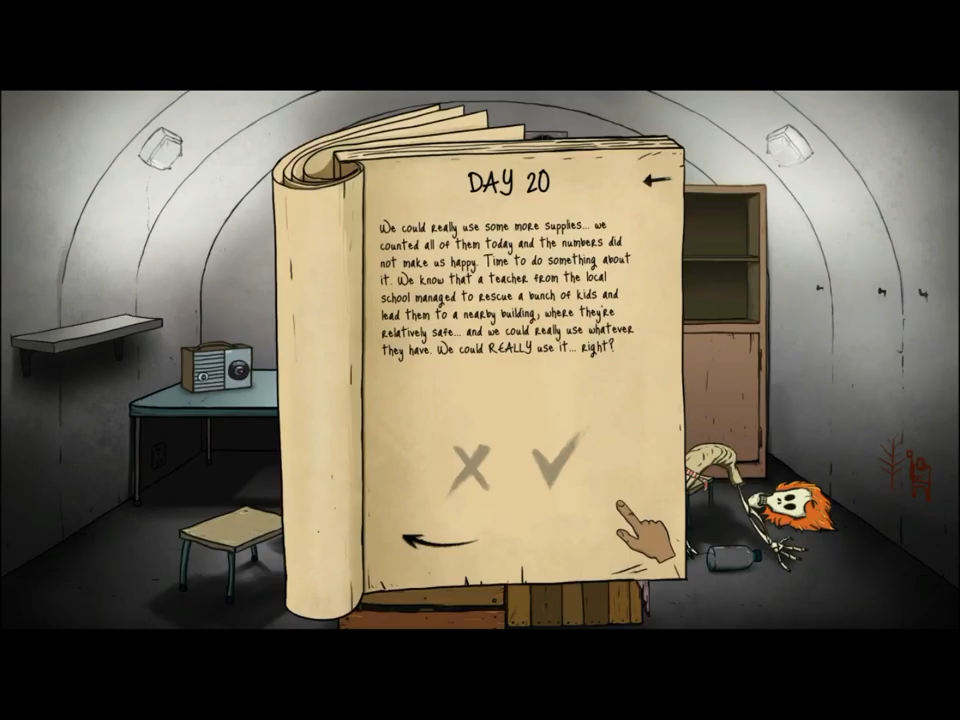 DAY 20
We could really use some more supplies... we
counted all of them today and the numbers did
not make us happy. Time to do something about
it. We know that a teacher from the local
school managed to rescue a bunch of kids and
lead them to a nearby building, where they're
relatively safe... and we could really use whatever
they have. We could REALLY use it... right?